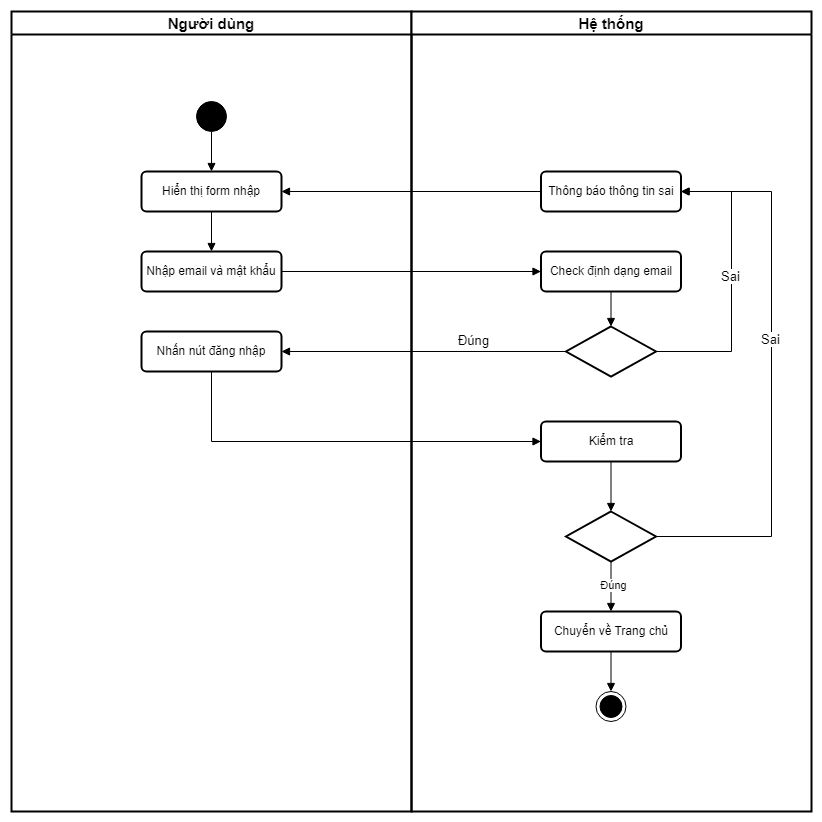 Người dùng
Hệ thống
Hiển thị form nhập
Thông báo thông tin sai
Nhập email và mật khẩu
Check định dạng email
Sai
Nhấn nút đăng nhập
Đúng
Sai
Kiểm tra
Đúng
Chuyển về Trang chủ